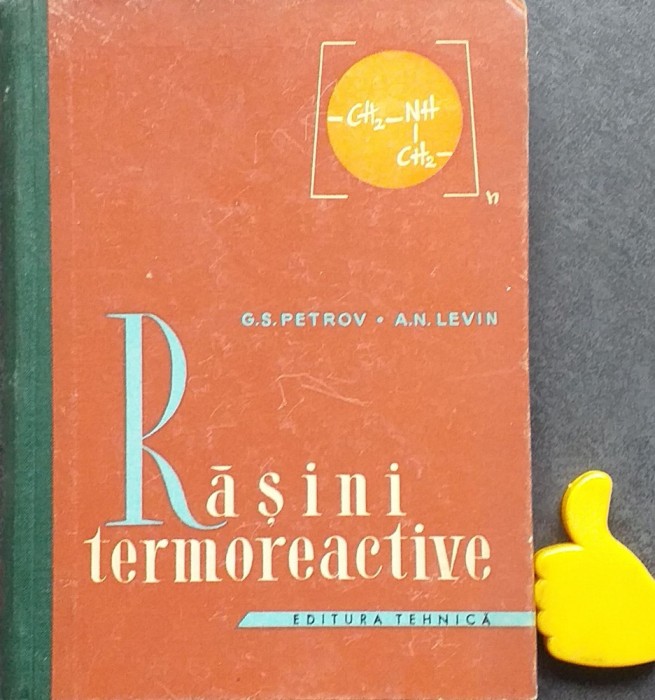 -CH₂-NH
CH₂-
n
G.S. PETROV • A.N. LEVIN
Rășini
termoreactive
EDITURA TEHNICĂ